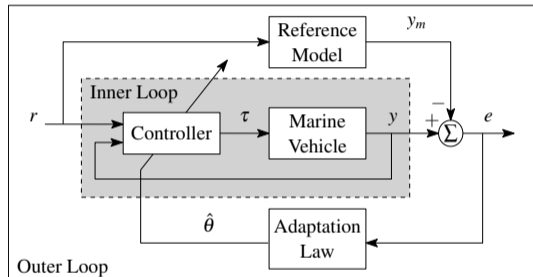 Reference
Model
y_m
Inner Loop
r
Controller
τ
Marine
Vehicle
y
−
+
Σ
e
θ̂
Adaptation
Law
Outer Loop